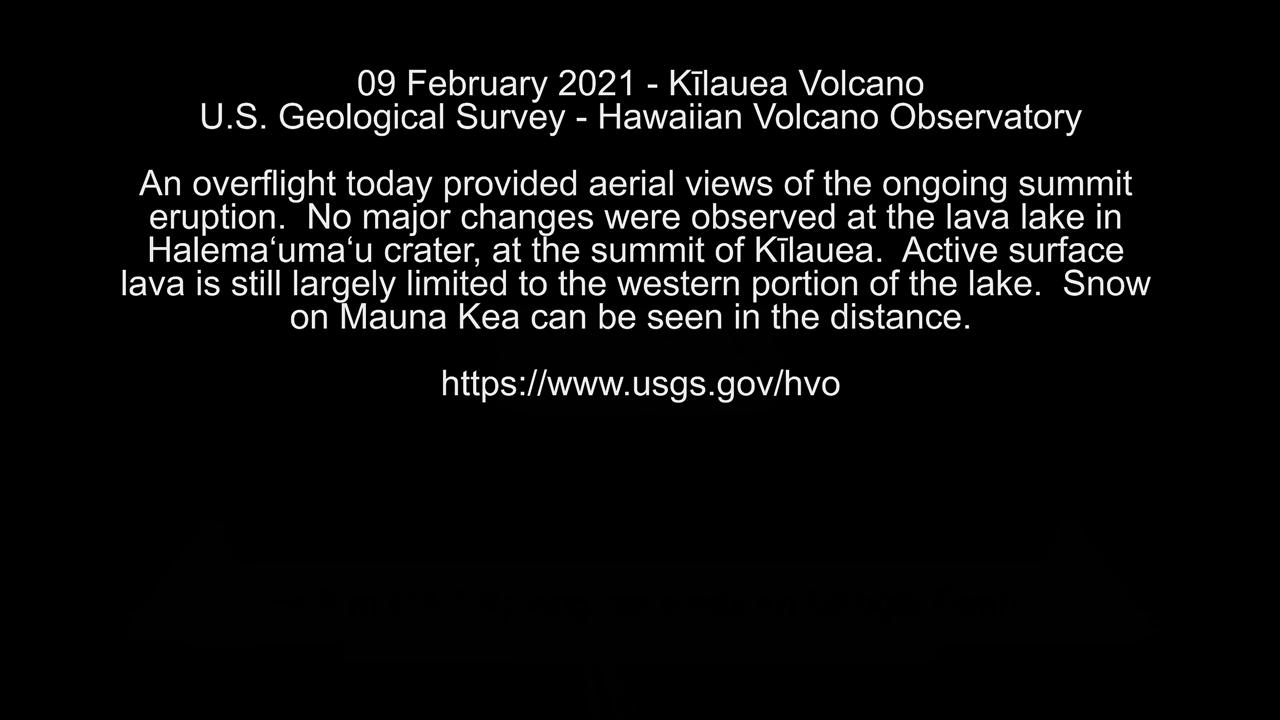 09 February 2021 - Kīlauea Volcano
U.S. Geological Survey - Hawaiian Volcano Observatory
An overflight today provided aerial views of the ongoing summit
eruption.  No major changes were observed at the lava lake in
Halemaʻumaʻu crater, at the summit of Kīlauea.  Active surface
lava is still largely limited to the western portion of the lake.  Snow
on Mauna Kea can be seen in the distance.
https://www.usgs.gov/hvo